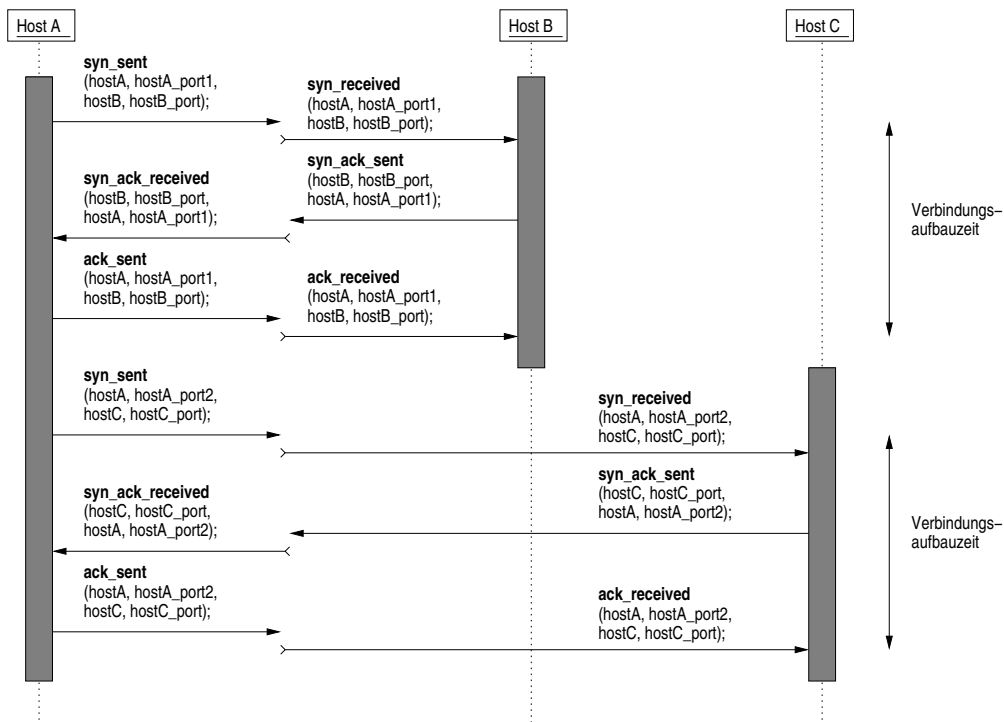 Host A
Host B
Host C
syn_sent
(hostA, hostA_port1,
hostB, hostB_port);
syn_received
(hostA, hostA_port1,
hostB, hostB_port);
syn_ack_sent
(hostB, hostB_port,
hostA, hostA_port1);
syn_ack_received
(hostB, hostB_port,
hostA, hostA_port1);
Verbindungs–
aufbauzeit
ack_sent
(hostA, hostA_port1,
hostB, hostB_port);
ack_received
(hostA, hostA_port1,
hostB, hostB_port);
syn_sent
(hostA, hostA_port2,
hostC, hostC_port);
syn_received
(hostA, hostA_port2,
hostC, hostC_port);
syn_ack_sent
(hostC, hostC_port,
hostA, hostA_port2);
syn_ack_received
(hostC, hostC_port,
hostA, hostA_port2);
Verbindungs–
aufbauzeit
ack_sent
(hostA, hostA_port2,
hostC, hostC_port);
ack_received
(hostA, hostA_port2,
hostC, hostC_port);